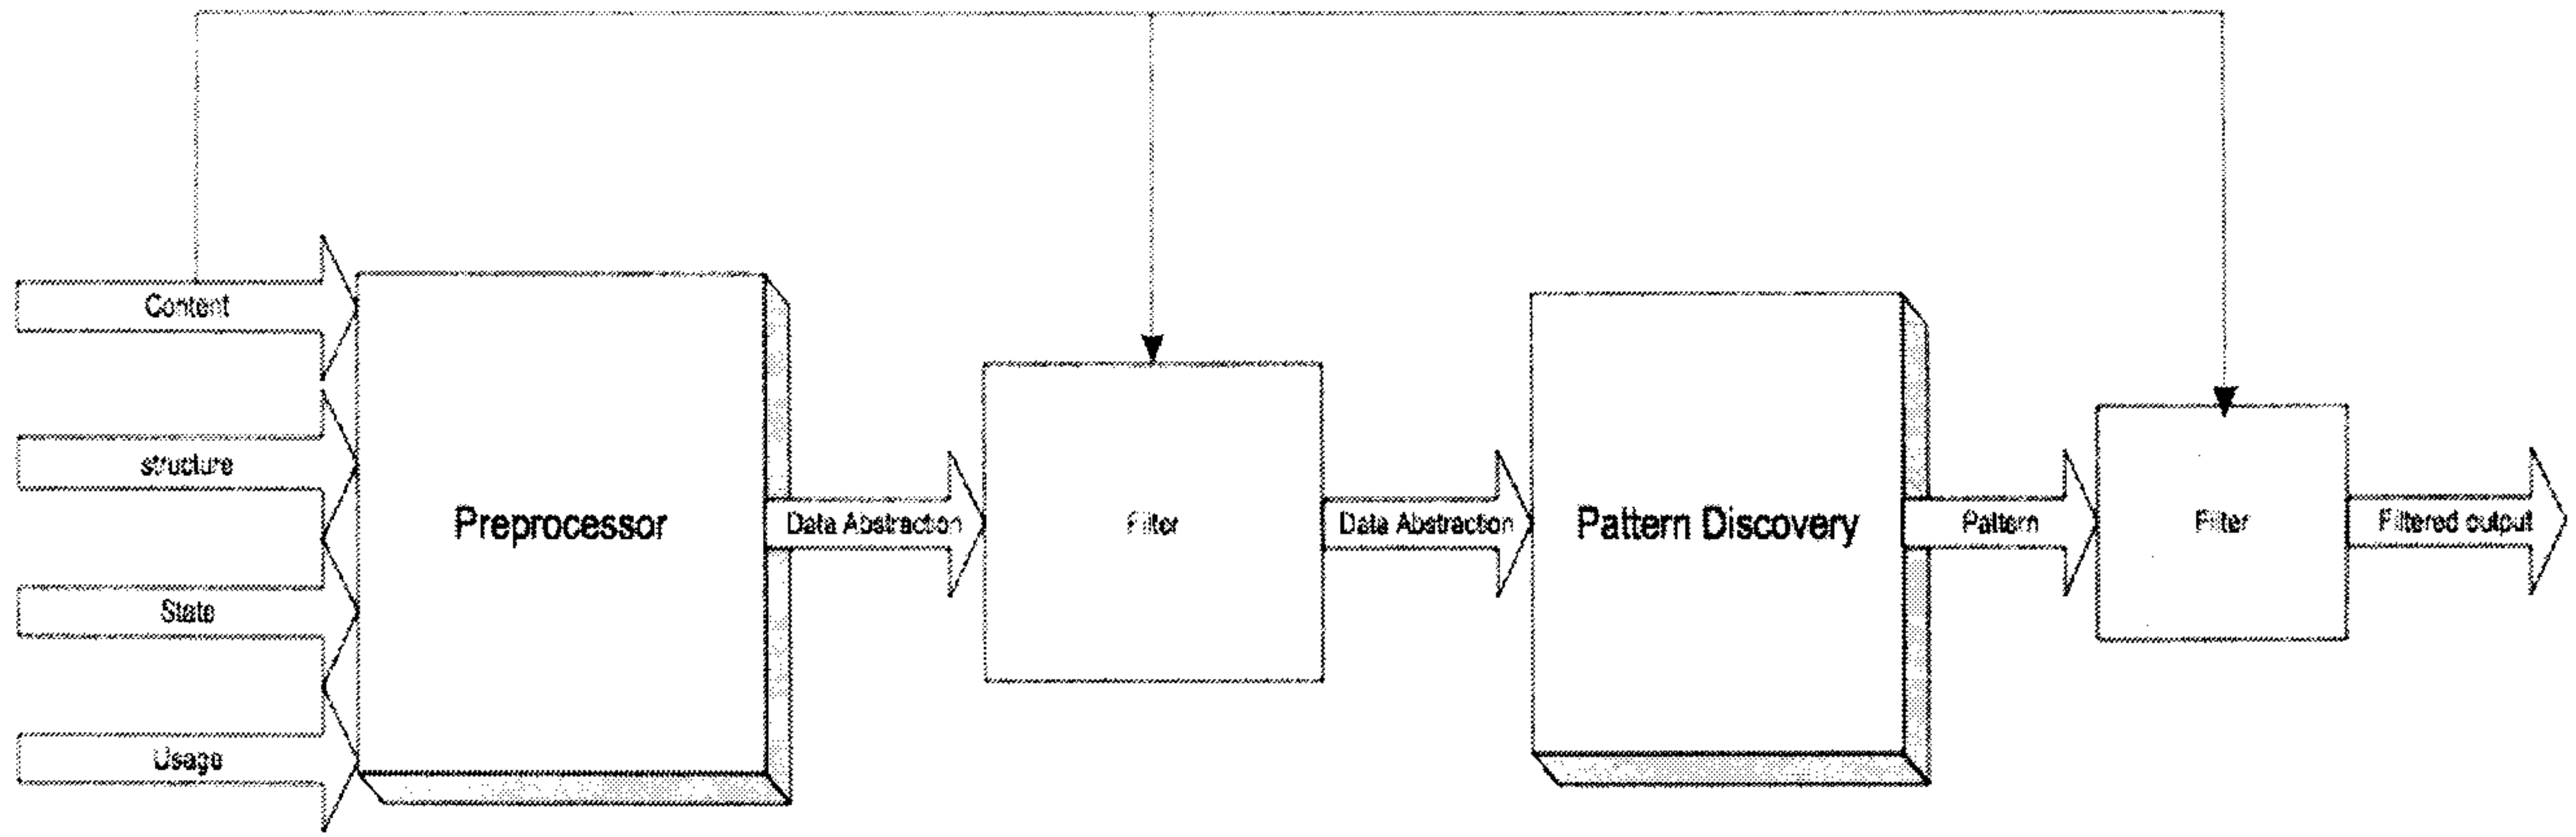 Content
structure
State
Usage
Preprocessor
Data Abstraction
Filter
Data Abstraction
Pattern Discovery
Pattern
Filter
Filtered output